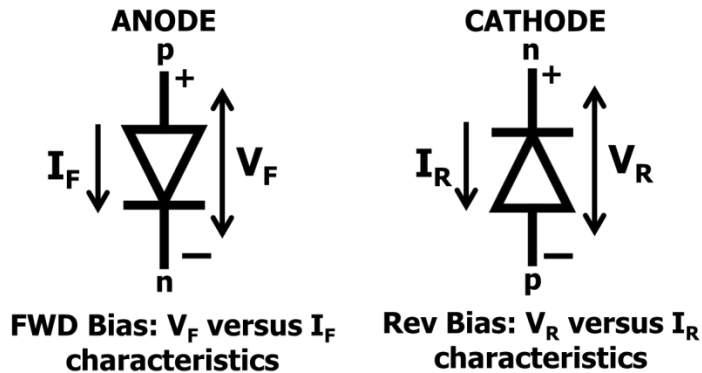 ANODE
p
+
I_F
V_F
−
n
FWD Bias: V_F versus I_F
characteristics
CATHODE
n
+
I_R
V_R
−
p
Rev Bias: V_R versus I_R
characteristics